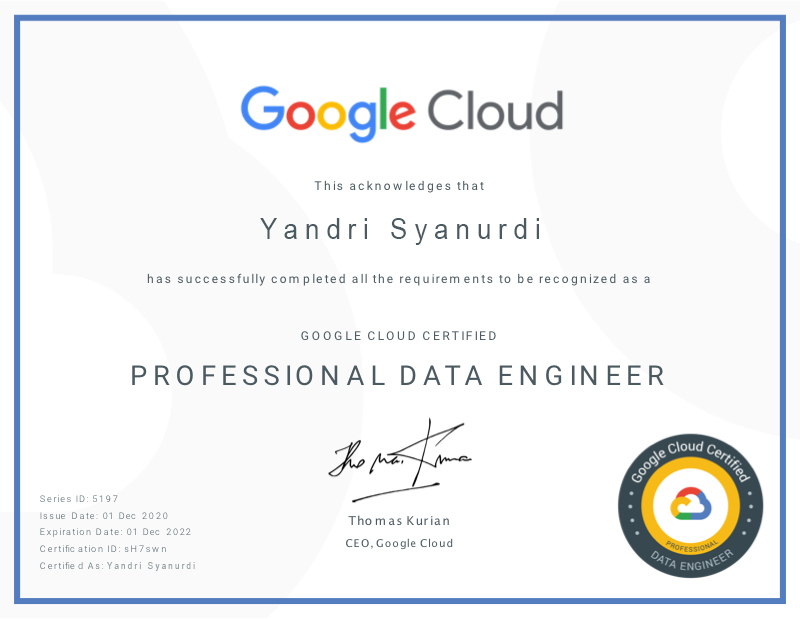 Google Cloud
This acknowledges that
Yandri Syanurdi
has successfully completed all the requirements to be recognized as a
GOOGLE CLOUD CERTIFIED
PROFESSIONAL DATA ENGINEER
Thomas Kurian
Thomas Kurian
CEO, Google Cloud
Series ID: 5197
Issue Date: 01 Dec 2020
Expiration Date: 01 Dec 2022
Certification ID: sH7swn
Certified As: Yandri Syanurdi
Google Cloud Certified
PROFESSIONAL
DATA ENGINEER